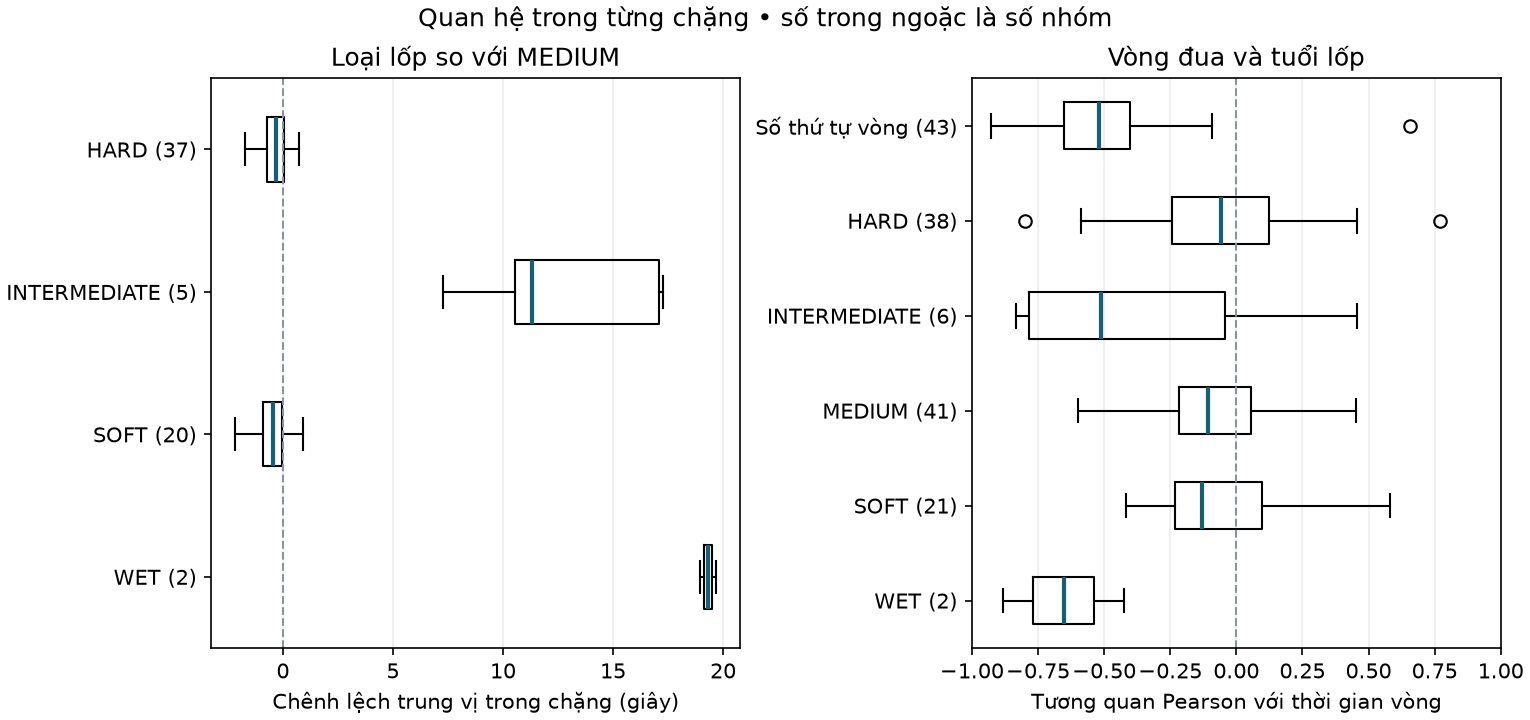 Quan hệ trong từng chặng • số trong ngoặc là số nhóm
Loại lốp so với MEDIUM
HARD (37)
INTERMEDIATE (5)
SOFT (20)
WET (2)
0 5 10 15 20
Chênh lệch trung vị trong chặng (giây)
Vòng đua và tuổi lốp
Số thứ tự vòng (43)
HARD (38)
INTERMEDIATE (6)
MEDIUM (41)
SOFT (21)
WET (2)
−1.00 −0.75 −0.50 −0.25 0.00 0.25 0.50 0.75 1.00
Tương quan Pearson với thời gian vòng